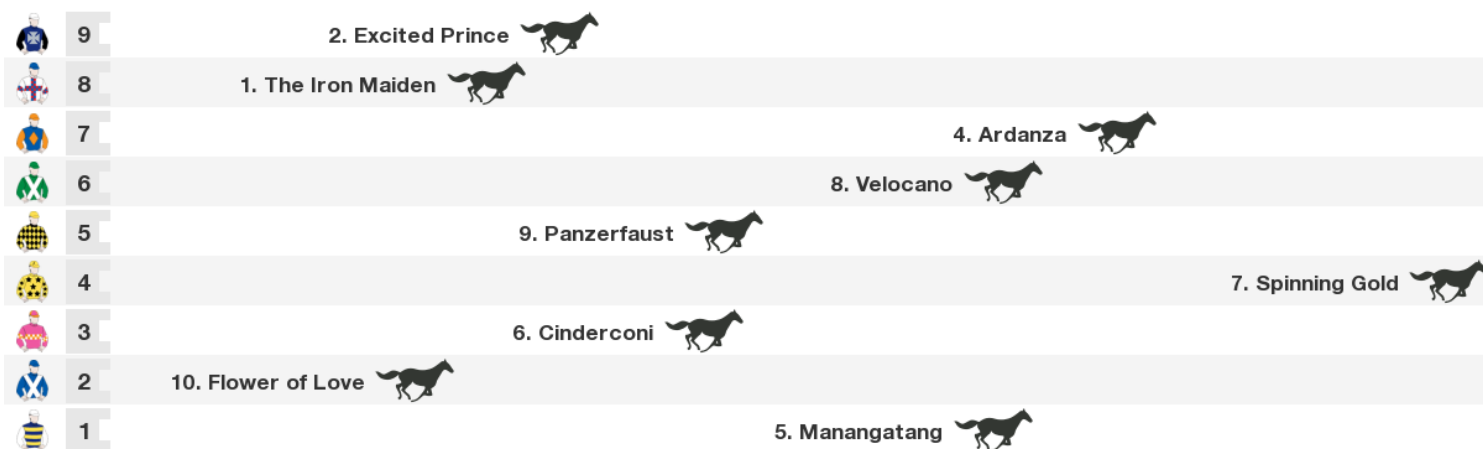 9 2. Excited Prince
8 1. The Iron Maiden
7 4. Ardanza
6 8. Velocano
5 9. Panzerfaust
4 7. Spinning Gold
3 6. Cinderconi
2 10. Flower of Love
1 5. Manangatang